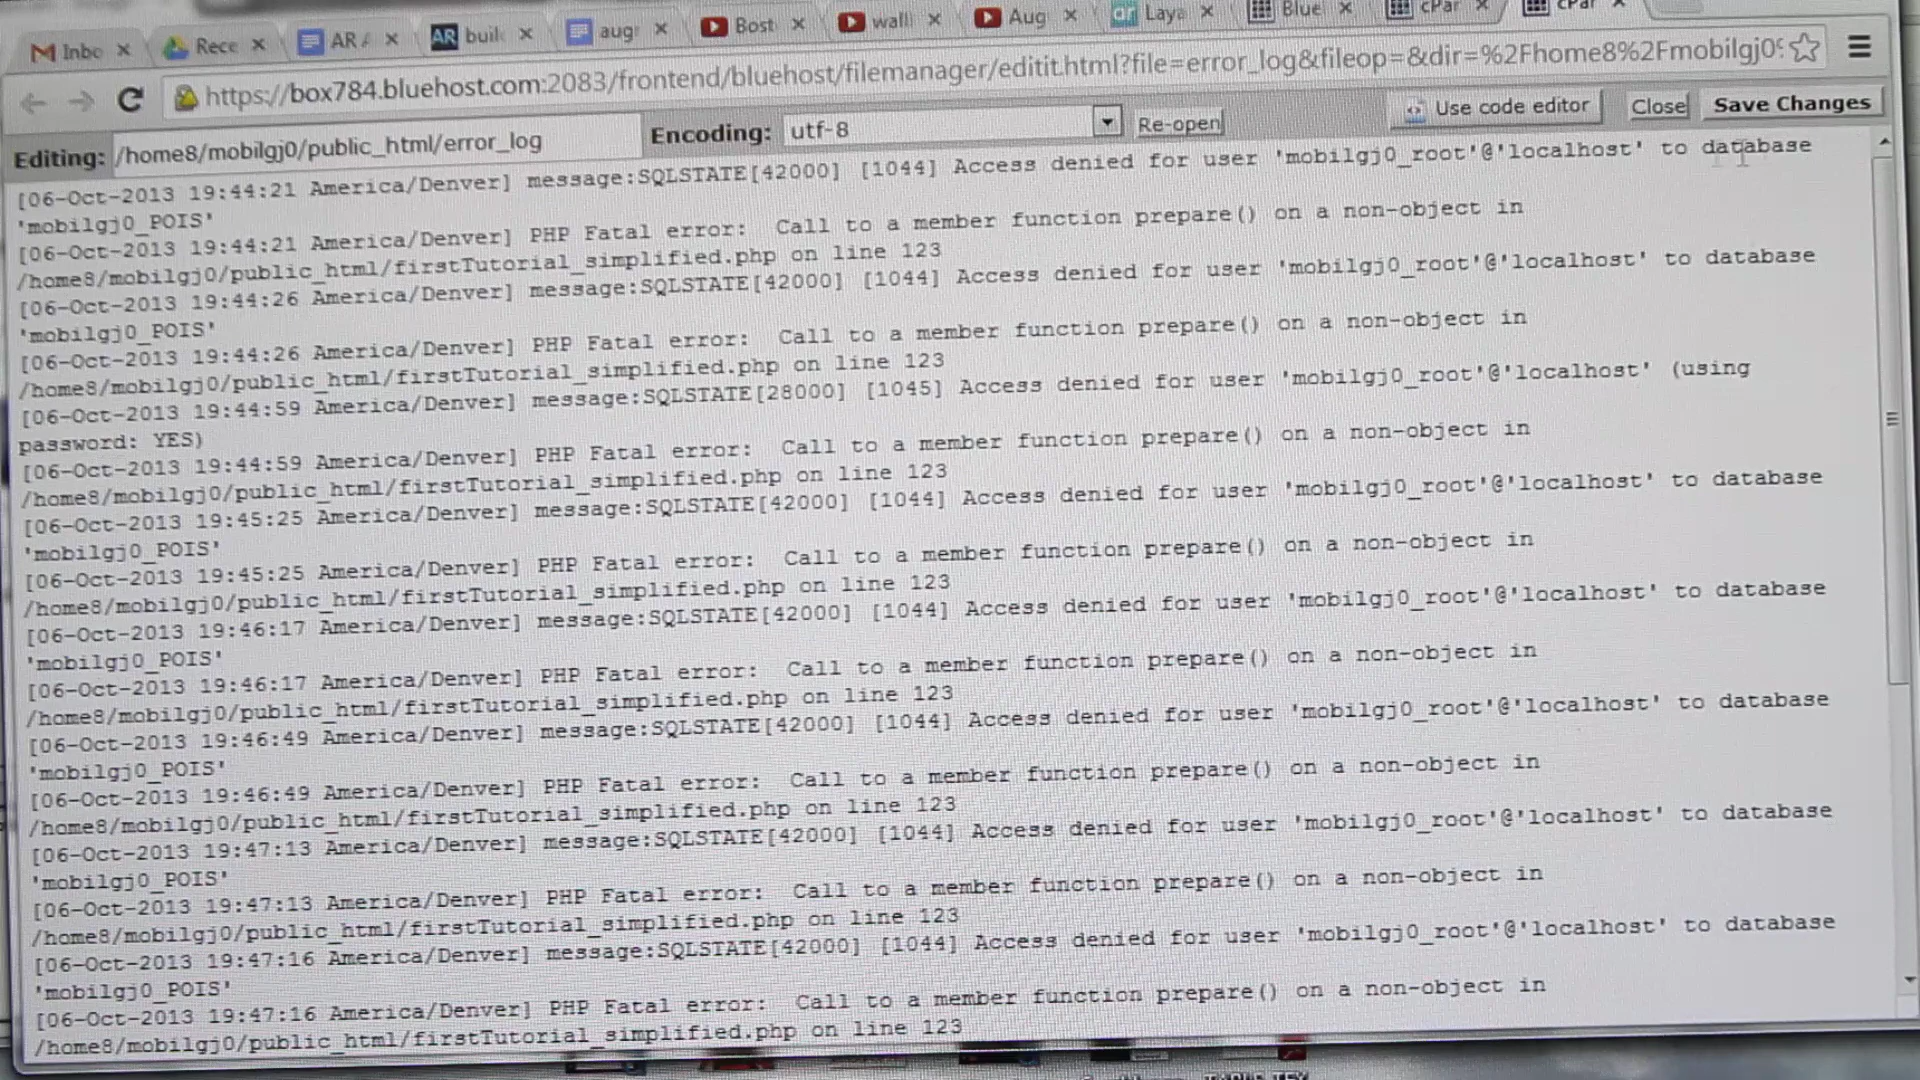 Inbo
Rece
AR A
AR buil
augr
Bost
walll
Aug
ar Laya
Blue
cPar
cPar
https://box784.bluehost.com:2083/frontend/bluehost/filemanager/editit.html?file=error_log&fileop=&dir=%2Fhome8%2Fmobilgj0
Editing: /home8/mobilgj0/public_html/error_log Encoding: utf-8 Re-open Use code editor Close Save Changes
[06-Oct-2013 19:44:21 America/Denver] message:SQLSTATE[42000] [1044] Access denied for user 'mobilgj0_root'@'localhost' to database
'mobilgj0_POIS'
[06-Oct-2013 19:44:21 America/Denver] PHP Fatal error:  Call to a member function prepare() on a non-object in
/home8/mobilgj0/public_html/firstTutorial_simplified.php on line 123
[06-Oct-2013 19:44:26 America/Denver] message:SQLSTATE[42000] [1044] Access denied for user 'mobilgj0_root'@'localhost' to database
'mobilgj0_POIS'
[06-Oct-2013 19:44:26 America/Denver] PHP Fatal error:  Call to a member function prepare() on a non-object in
/home8/mobilgj0/public_html/firstTutorial_simplified.php on line 123
[06-Oct-2013 19:44:59 America/Denver] message:SQLSTATE[28000] [1045] Access denied for user 'mobilgj0_root'@'localhost' (using
password: YES)
[06-Oct-2013 19:44:59 America/Denver] PHP Fatal error:  Call to a member function prepare() on a non-object in
/home8/mobilgj0/public_html/firstTutorial_simplified.php on line 123
[06-Oct-2013 19:45:25 America/Denver] message:SQLSTATE[42000] [1044] Access denied for user 'mobilgj0_root'@'localhost' to database
'mobilgj0_POIS'
[06-Oct-2013 19:45:25 America/Denver] PHP Fatal error:  Call to a member function prepare() on a non-object in
/home8/mobilgj0/public_html/firstTutorial_simplified.php on line 123
[06-Oct-2013 19:46:17 America/Denver] message:SQLSTATE[42000] [1044] Access denied for user 'mobilgj0_root'@'localhost' to database
'mobilgj0_POIS'
[06-Oct-2013 19:46:17 America/Denver] PHP Fatal error:  Call to a member function prepare() on a non-object in
/home8/mobilgj0/public_html/firstTutorial_simplified.php on line 123
[06-Oct-2013 19:46:49 America/Denver] message:SQLSTATE[42000] [1044] Access denied for user 'mobilgj0_root'@'localhost' to database
'mobilgj0_POIS'
[06-Oct-2013 19:46:49 America/Denver] PHP Fatal error:  Call to a member function prepare() on a non-object in
/home8/mobilgj0/public_html/firstTutorial_simplified.php on line 123
[06-Oct-2013 19:47:13 America/Denver] message:SQLSTATE[42000] [1044] Access denied for user 'mobilgj0_root'@'localhost' to database
'mobilgj0_POIS'
[06-Oct-2013 19:47:13 America/Denver] PHP Fatal error:  Call to a member function prepare() on a non-object in
/home8/mobilgj0/public_html/firstTutorial_simplified.php on line 123
[06-Oct-2013 19:47:16 America/Denver] message:SQLSTATE[42000] [1044] Access denied for user 'mobilgj0_root'@'localhost' to database
'mobilgj0_POIS'
[06-Oct-2013 19:47:16 America/Denver] PHP Fatal error:  Call to a member function prepare() on a non-object in
/home8/mobilgj0/public_html/firstTutorial_simplified.php on line 123